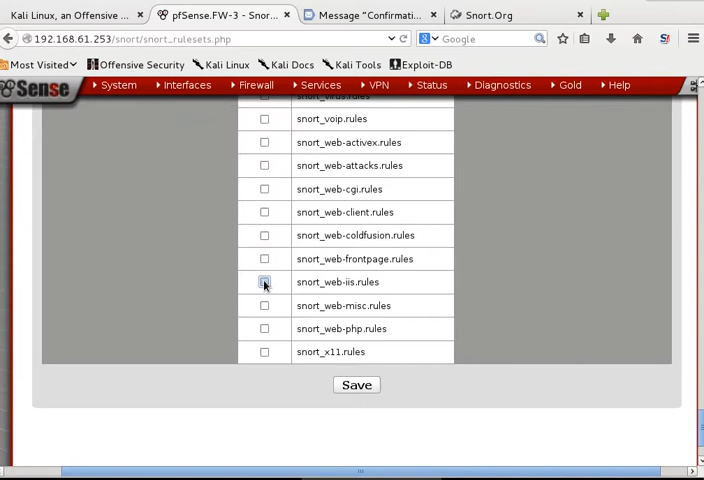 Kali Linux, an Offensive ... pfSense.FW-3 - Snor... Message "Confirmati... Snort.Org
192.168.61.253/snort/snort_rulesets.php Google
Most Visited Offensive Security Kali Linux Kali Docs Kali Tools Exploit-DB
Sense System Interfaces Firewall Services VPN Status Diagnostics Gold Help
snort_virus.rules
snort_voip.rules
snort_web-activex.rules
snort_web-attacks.rules
snort_web-cgi.rules
snort_web-client.rules
snort_web-coldfusion.rules
snort_web-frontpage.rules
snort_web-iis.rules
snort_web-misc.rules
snort_web-php.rules
snort_x11.rules
Save